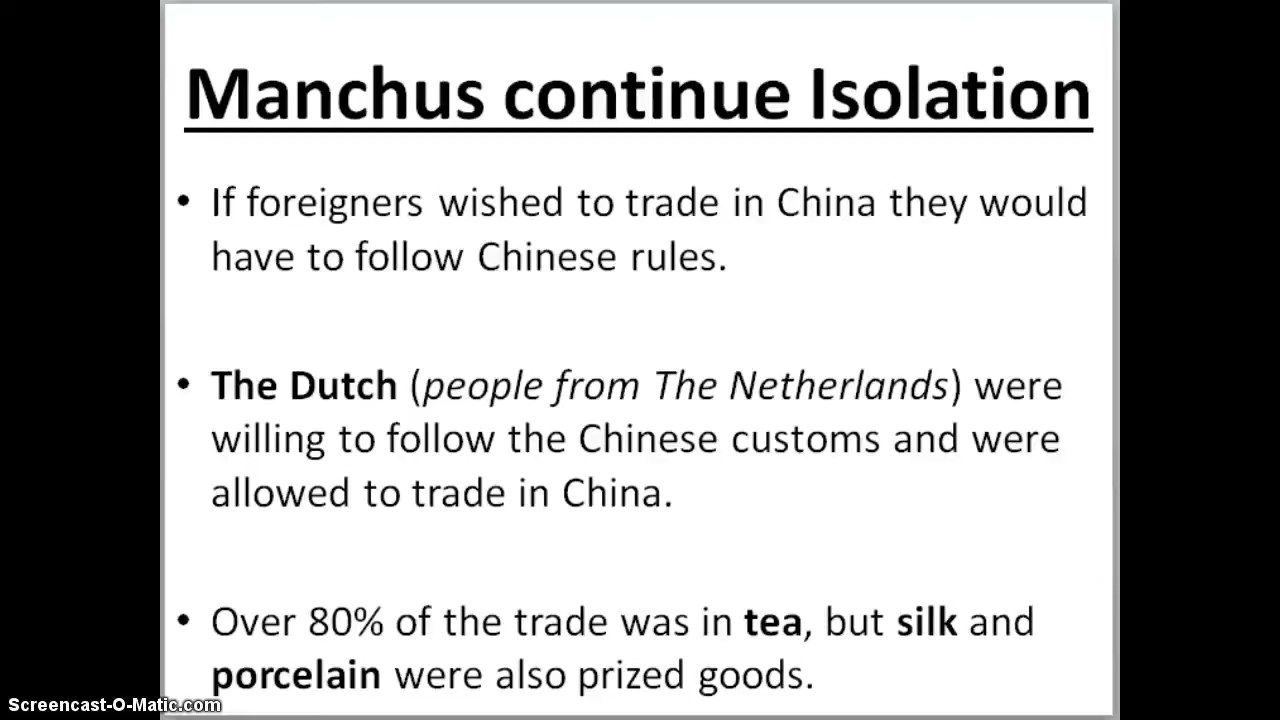 Manchus continue Isolation
• If foreigners wished to trade in China they would
have to follow Chinese rules.
• The Dutch (people from The Netherlands) were
willing to follow the Chinese customs and were
allowed to trade in China.
• Over 80% of the trade was in tea, but silk and
porcelain were also prized goods.
Screencast-O-Matic.com